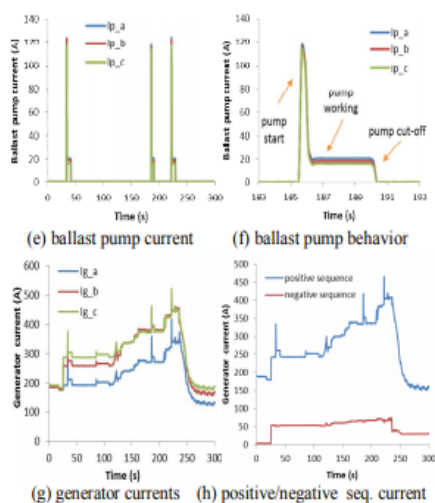 140
120
100
80
60
40
20
0
Ballast pump current (A)
Ip_a
Ip_b
Ip_c
0 50 100 150 200 250 300
Time (s)
(e) ballast pump current
140
120
100
80
60
40
20
0
Ballast pump current (A)
Ip_a
Ip_b
Ip_c
pump start
pump working
pump cut-off
183 185 187 189 191 193
Time (s)
(f) ballast pump behavior
600
500
400
300
200
100
0
Generator current (A)
Ig_a
Ig_b
Ig_c
0 50 100 150 200 250 300
Time (s)
(g) generator currents
500
450
400
350
300
250
200
150
100
50
0
Generator current (A)
positive sequence
negative sequence
0 50 100 150 200 250 300
Time (s)
(h) positive/negative seq. current